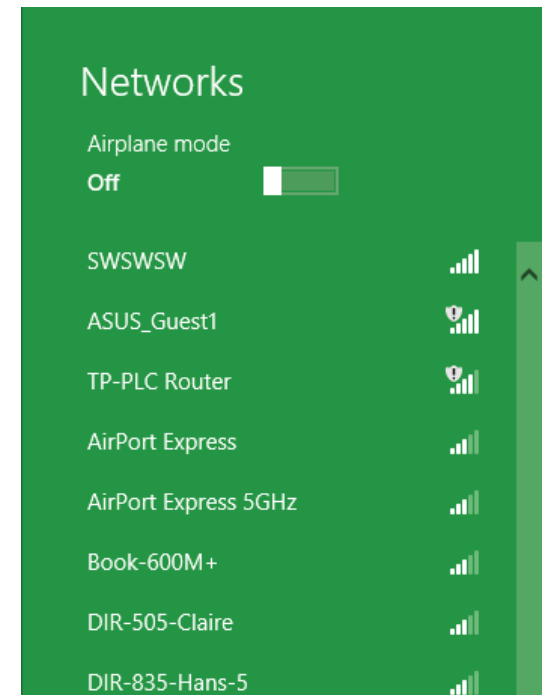 Networks
Airplane mode
Off
SWSWSW
ASUS_Guest1
TP-PLC Router
AirPort Express
AirPort Express 5GHz
Book-600M+
DIR-505-Claire
DIR-835-Hans-5